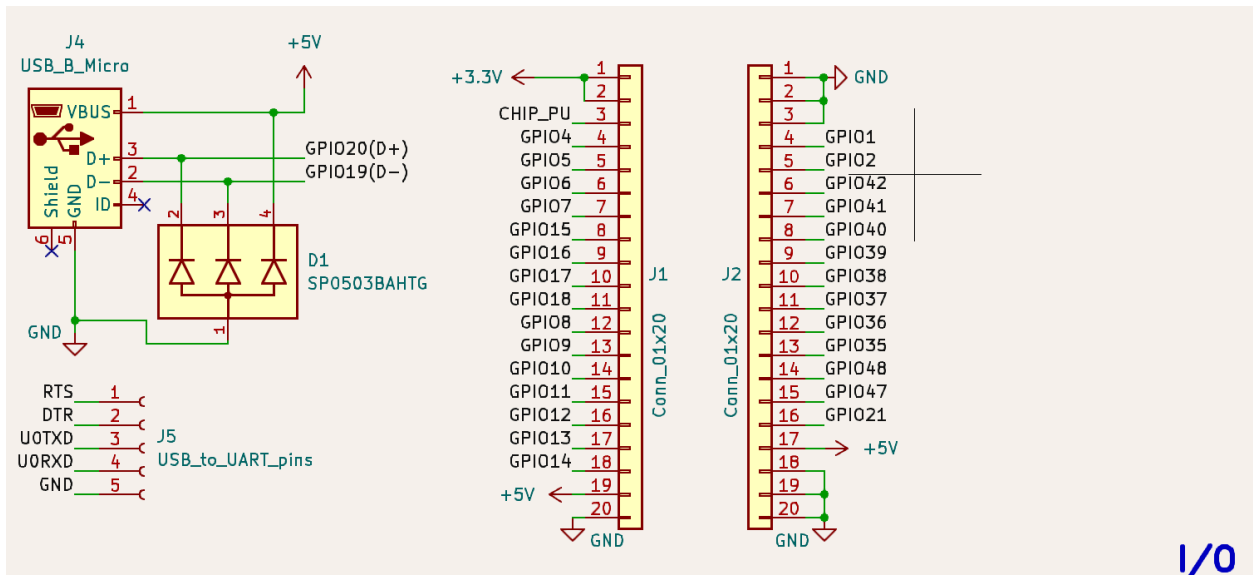 J4
USB_B_Micro
+5V
1
VBUS
3
D+
2
D-
4
ID
Shield
GND
6
5
GPIO20(D+)
GPIO19(D-)
2
3
4
D1
SP0503BAHTG
1
GND
RTS 1
DTR 2
U0TXD 3
U0RXD 4
GND 5
J5
USB_to_UART_pins
+3.3V 1
2
CHIP_PU 3
GPIO4 4
GPIO5 5
GPIO6 6
GPIO7 7
GPIO15 8
GPIO16 9
GPIO17 10
GPIO18 11
GPIO8 12
GPIO9 13
GPIO10 14
GPIO11 15
GPIO12 16
GPIO13 17
GPIO14 18
+5V 19
20
GND
J1
Conn_01x20
J2
Conn_01x20
1 GND
2
3
4 GPIO1
5 GPIO2
6 GPIO42
7 GPIO41
8 GPIO40
9 GPIO39
10 GPIO38
11 GPIO37
12 GPIO36
13 GPIO35
14 GPIO48
15 GPIO47
16 GPIO21
17 +5V
18
19
20
GND
I/O